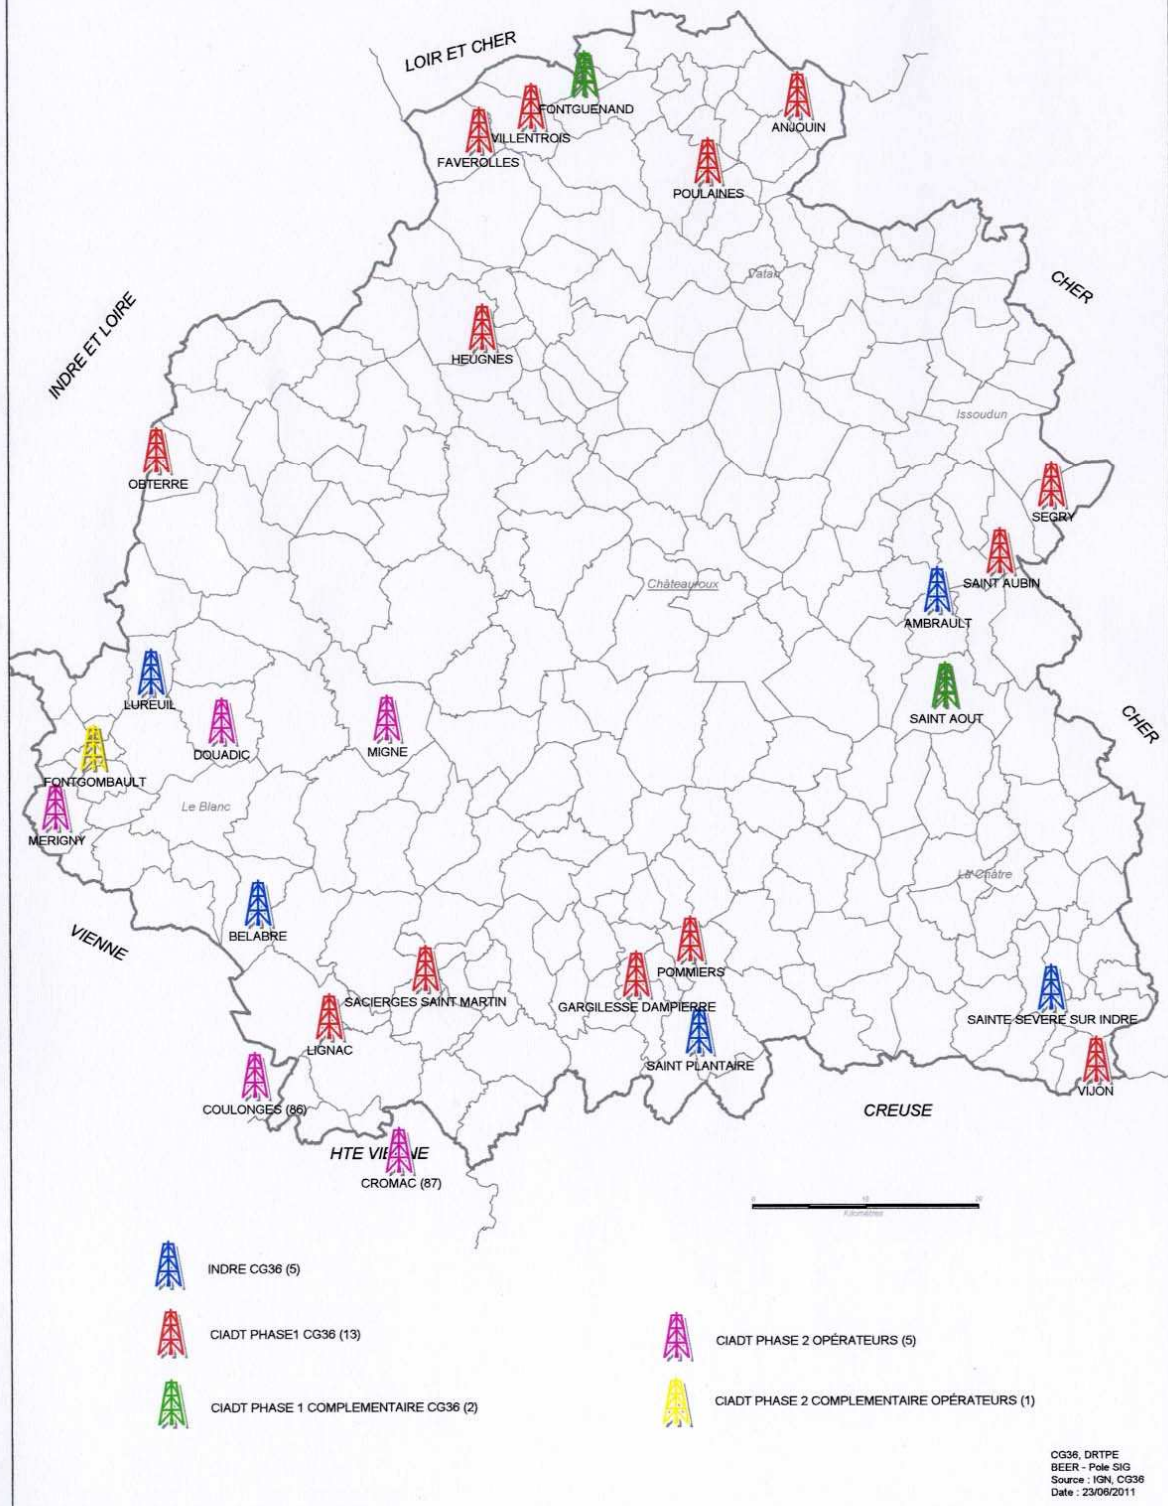 LOIR ET CHER
FONTGUENAND
ANJOUIN
VILLENTROIS
FAVEROLLES
POULAINES
Vatan
CHER
INDRE ET LOIRE
HEUGNES
Issoudun
OBTERRE
SEGRY
SAINT AUBIN
Châteauroux
AMBRAULT
LUREUIL
SAINT AOUT
CHER
DOUADIC
MIGNE
FONTGOMBAULT
Le Blanc
MERIGNY
La Châtre
BELABRE
VIENNE
POMMIERS
SACIERGES SAINT MARTIN
GARGILESSE DAMPIERRE
SAINTE SEVERE SUR INDRE
LIGNAC
SAINT PLANTAIRE
VIJON
COULONGES (86)
CREUSE
HTE VIENNE
CROMAC (87)
0 10 20
Kilomètres
INDRE CG36 (5)
CIADT PHASE1 CG36 (13)
CIADT PHASE 2 OPÉRATEURS (5)
CIADT PHASE 1 COMPLEMENTAIRE CG36 (2)
CIADT PHASE 2 COMPLEMENTAIRE OPÉRATEURS (1)
CG36, DRTPE
BEER - Pole SIG
Source : IGN, CG36
Date : 23/06/2011